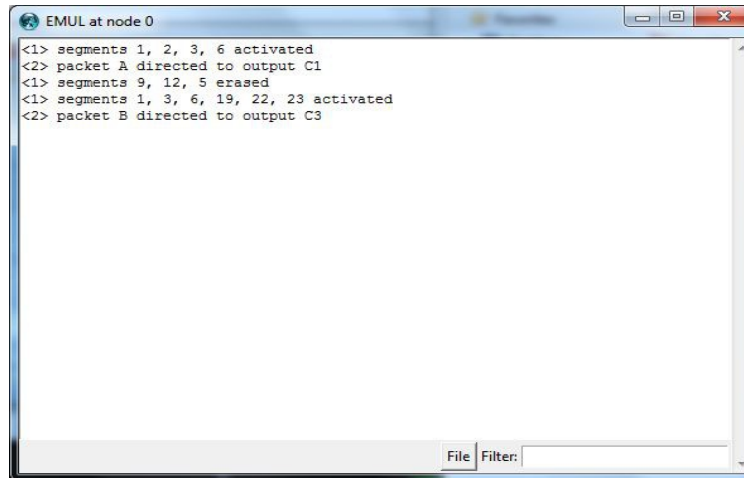 EMUL at node 0
<1> segments 1, 2, 3, 6 activated
<2> packet A directed to output C1
<1> segments 9, 12, 5 erased
<1> segments 1, 3, 6, 19, 22, 23 activated
<2> packet B directed to output C3
File Filter: